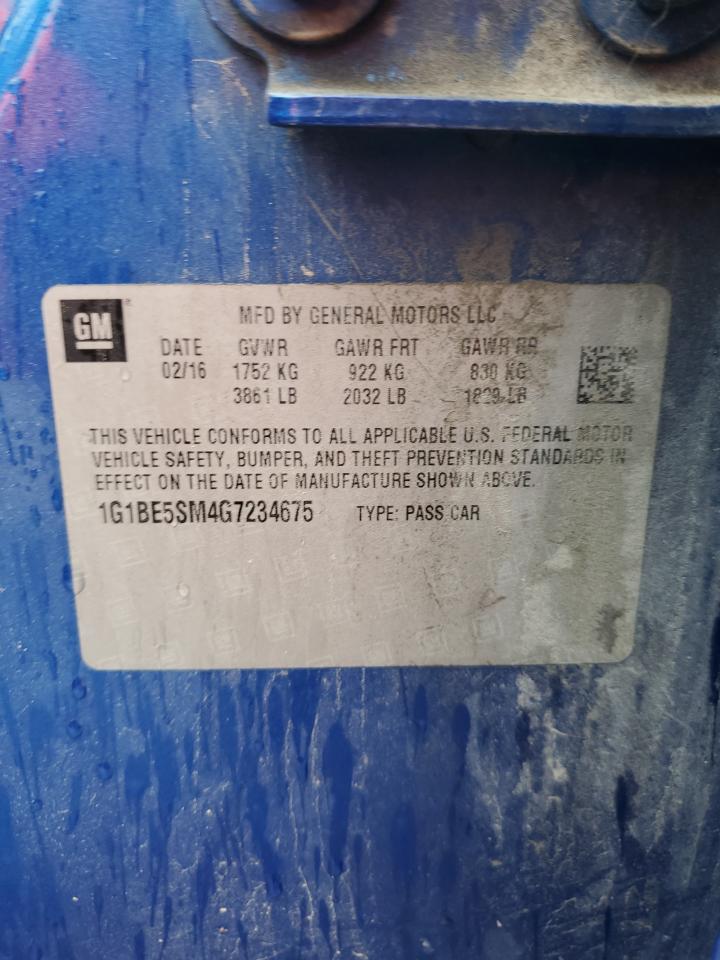 GM
MFD BY GENERAL MOTORS LLC
DATE GVWR GAWR FRT GAWR RR
02/16 1752 KG 922 KG 830 KG
3861 LB 2032 LB 1829 LB
THIS VEHICLE CONFORMS TO ALL APPLICABLE U.S. FEDERAL MOTOR
VEHICLE SAFETY, BUMPER, AND THEFT PREVENTION STANDARDS IN
EFFECT ON THE DATE OF MANUFACTURE SHOWN ABOVE.
1G1BE5SM4G7234675 TYPE: PASS CAR